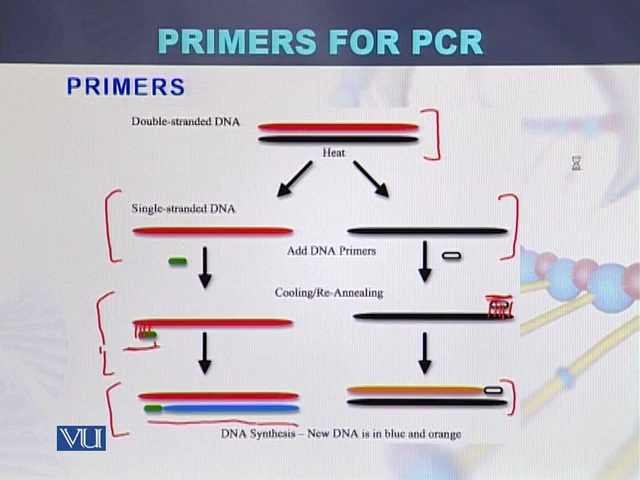 PRIMERS FOR PCR
PRIMERS
Double-stranded DNA
Heat
Single-stranded DNA
Add DNA Primers
Cooling/Re-Annealing
DNA Synthesis – New DNA is in blue and orange
VU